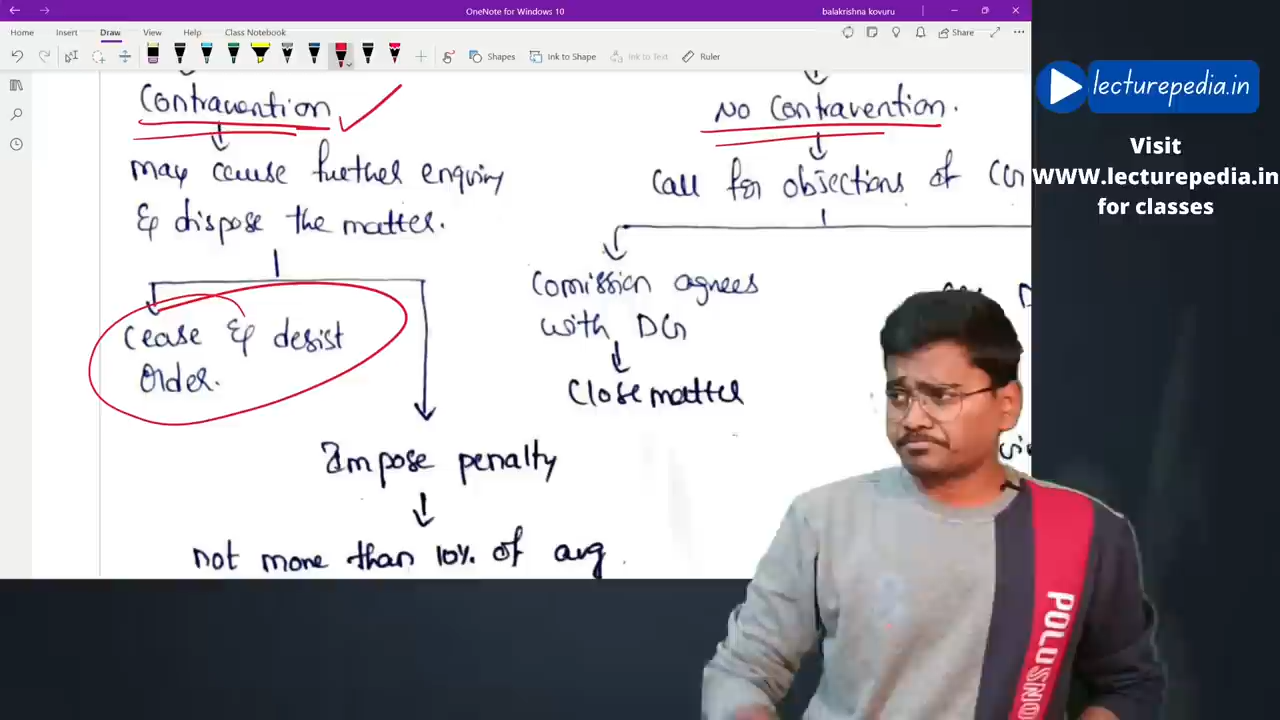 OneNote for Windows 10
balakrishna kovuru
Home Insert Draw View Help Class Notebook
Share
Shapes Ink to Shape Ink to Text Ruler
Contravention
may cause further enquiry
& dispose the matter.
Cease & desist
order.
Impose penalty
not more than 10% of avg.
No Contravention.
Call for objections of
Comission agrees
with DG
Close matter
lecturepedia.in
Visit
WWW.lecturepedia.in
for classes
POLO